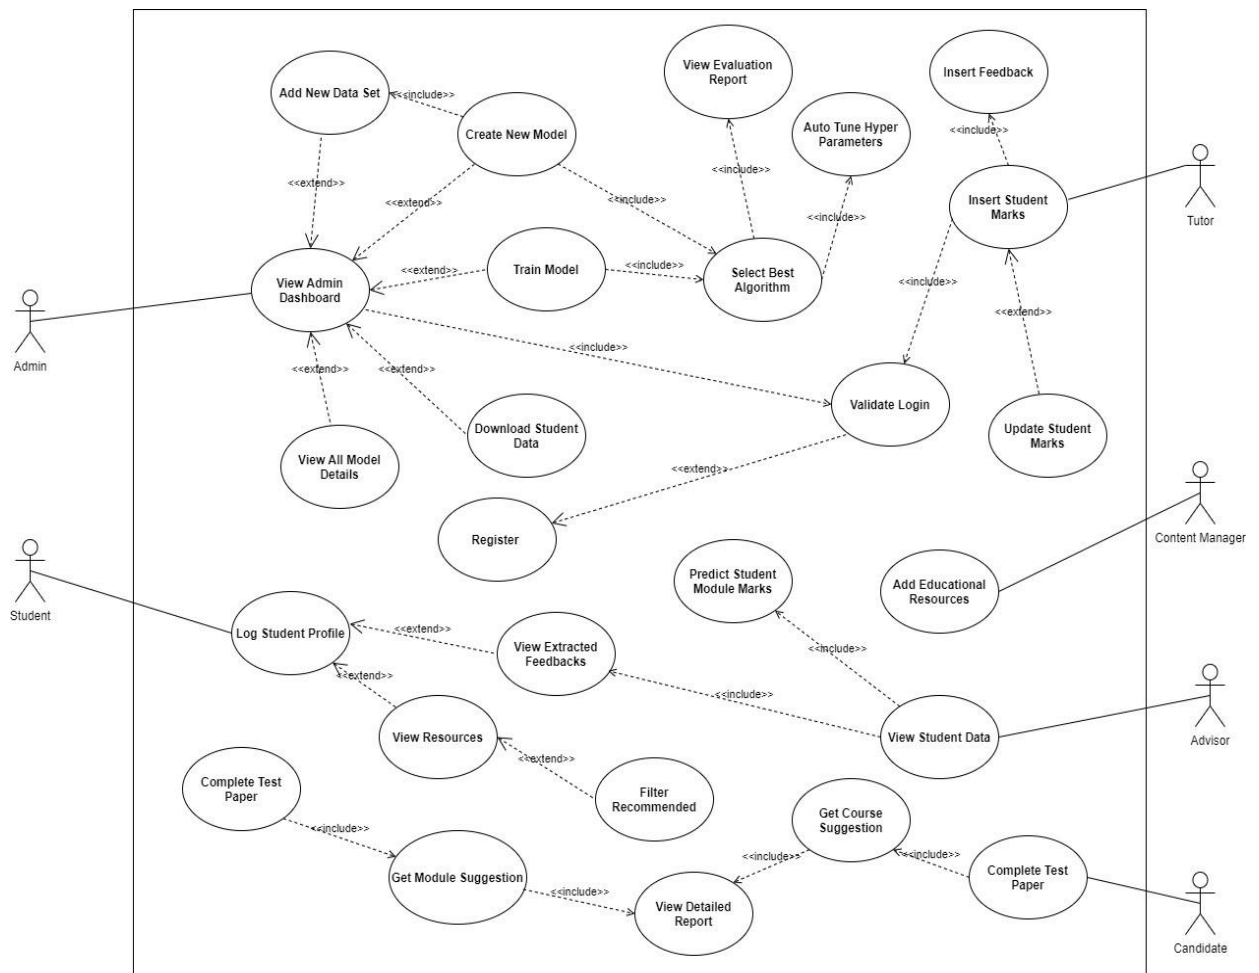 View Evaluation
Report
Insert Feedback
Add New Data Set
<<include>>
Create New Model
Auto Tune Hyper
Parameters
<<include>>
<<include>>
<<extend>>
<<include>>
Insert Student
Marks
Tutor
<<extend>>
<<include>>
<<include>>
View Admin
Dashboard
<<extend>>
Train Model
<<include>>
Select Best
Algorithm
<<include>>
<<extend>>
Admin
<<extend>>
<<extend>>
<<include>>
Validate Login
View All Model
Details
Download Student
Data
Update Student
Marks
<<extend>>
Register
Content Manager
Student
Predict Student
Module Marks
Add Educational
Resources
Log Student Profile
<<extend>>
View Extracted
Feedbacks
<<include>>
<<extend>>
<<include>>
View Resources
View Student Data
Advisor
<<extend>>
Complete Test
Paper
Filter
Recommended
Get Course
Suggestion
<<include>>
<<include>>
<<include>>
Get Module Suggestion
<<include>>
View Detailed
Report
Complete Test
Paper
Candidate